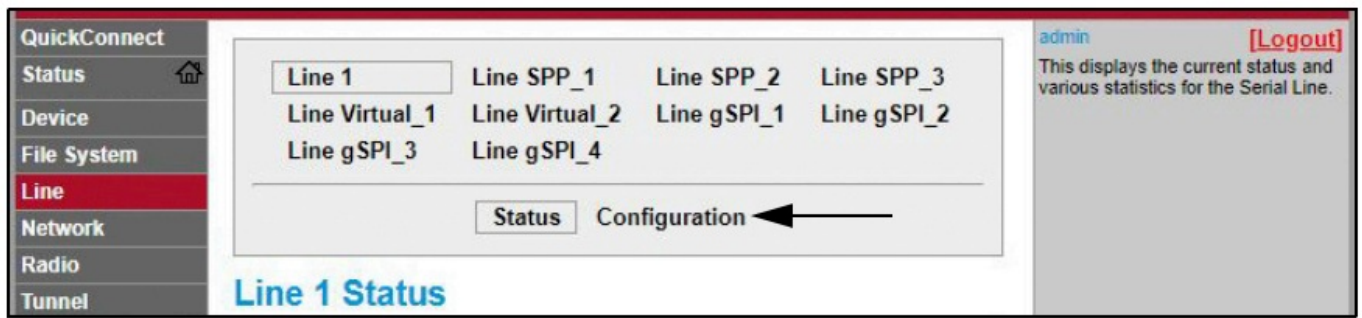 QuickConnect
Status
Device
File System
Line
Network
Radio
Tunnel
Line 1 Line SPP_1 Line SPP_2 Line SPP_3
Line Virtual_1 Line Virtual_2 Line gSPI_1 Line gSPI_2
Line gSPI_3 Line gSPI_4
Status Configuration
Line 1 Status
admin [Logout]
This displays the current status and
various statistics for the Serial Line.